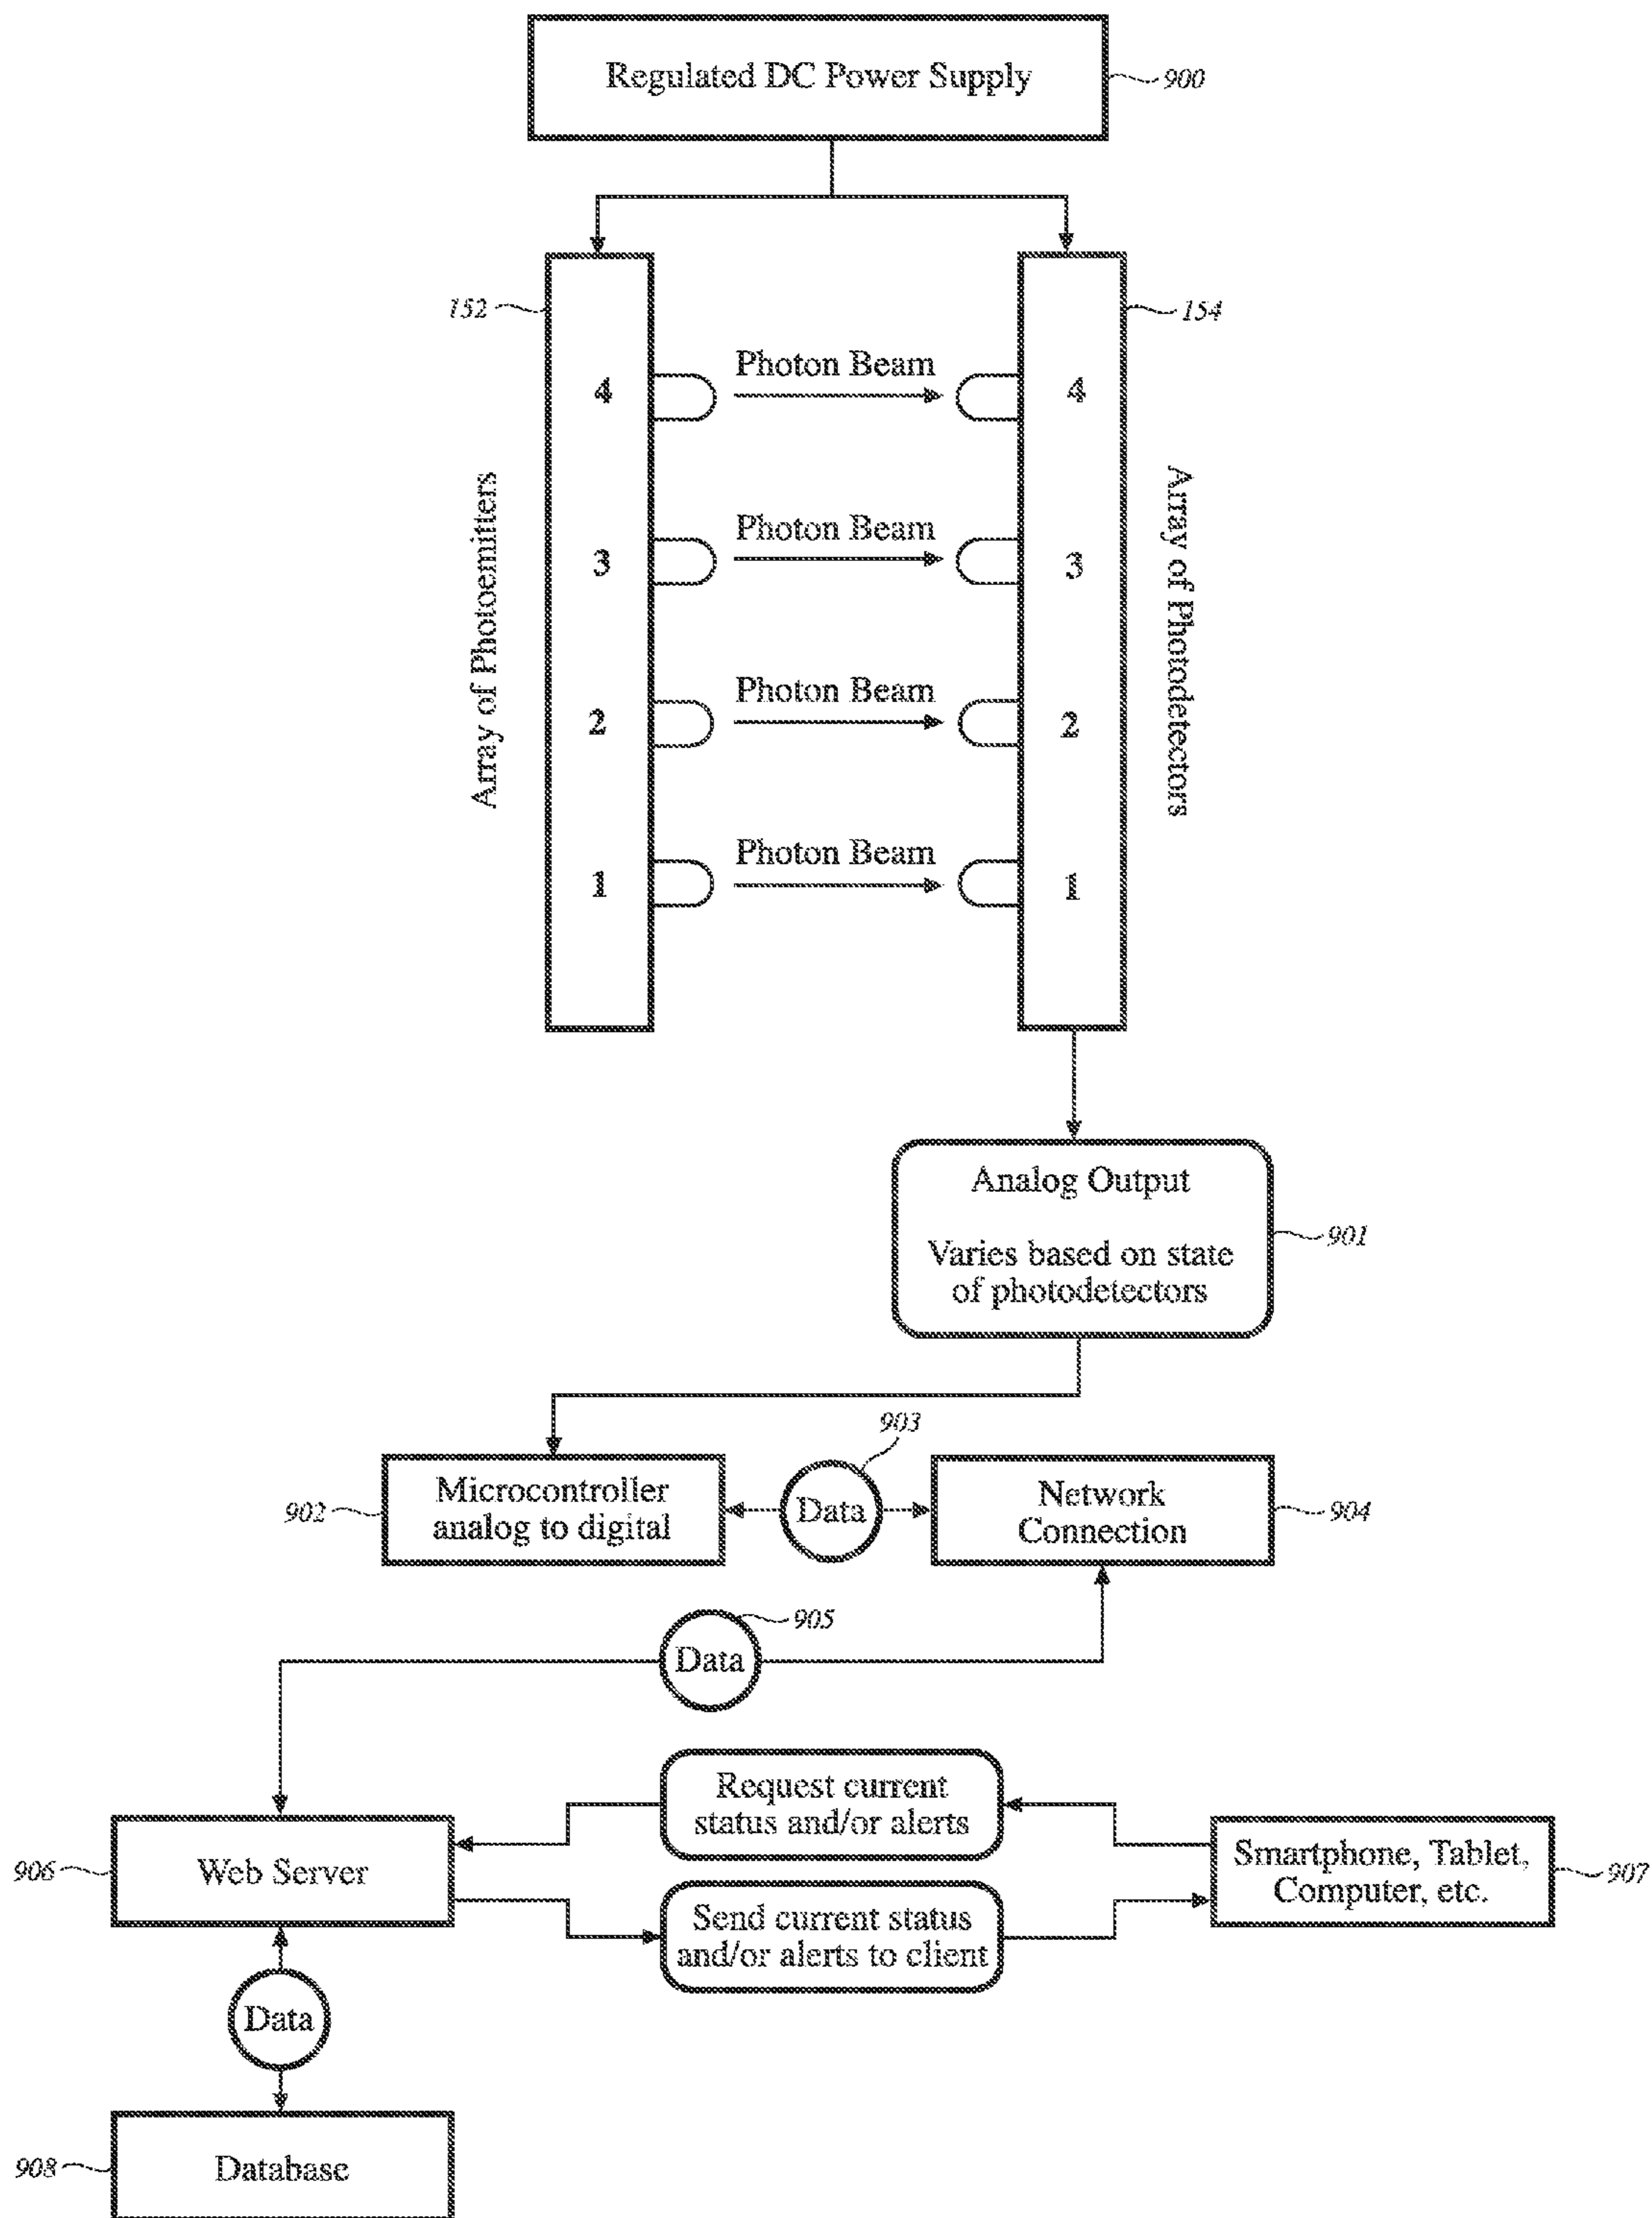 Regulated DC Power Supply
900
152
154
Array of Photoemitters
Array of Photodetectors
4
Photon Beam
4
3
Photon Beam
3
2
Photon Beam
2
1
Photon Beam
1
Analog Output
Varies based on state
of photodetectors
901
903
902
Microcontroller
analog to digital
Data
Network
Connection
904
905
Data
Request current
status and/or alerts
906
Web Server
Smartphone, Tablet,
Computer, etc.
907
Send current status
and/or alerts to client
Data
908
Database